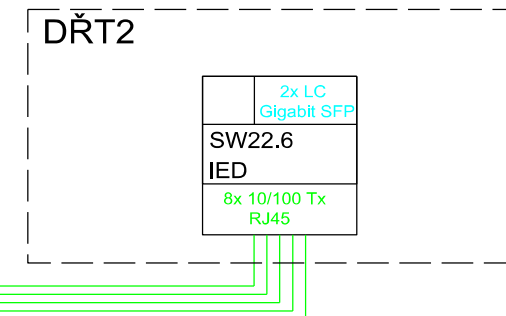 DŘT2
2x LC
Gigabit SFP
SW22.6
IED
8x 10/100 Tx
RJ45